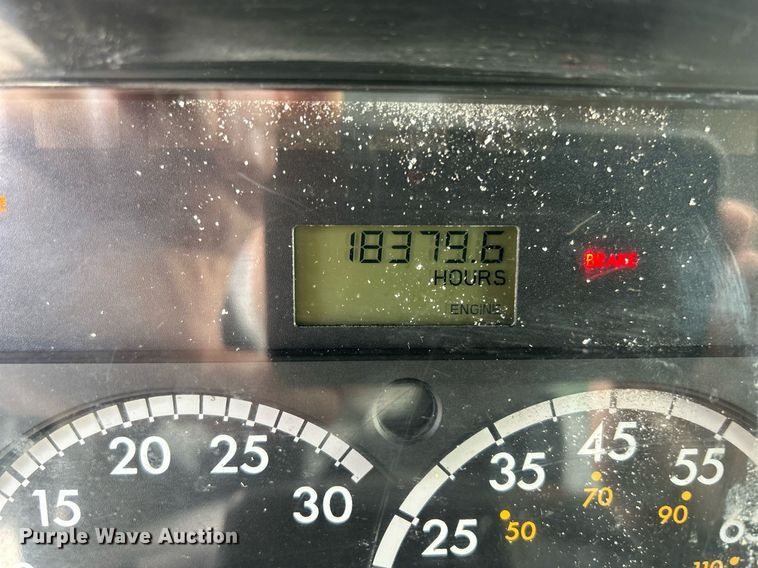 18379.6
HOURS
ENGINE
BRAKE
15 20 25 30
25 35 45 55
50 70 90 110
Purple Wave Auction